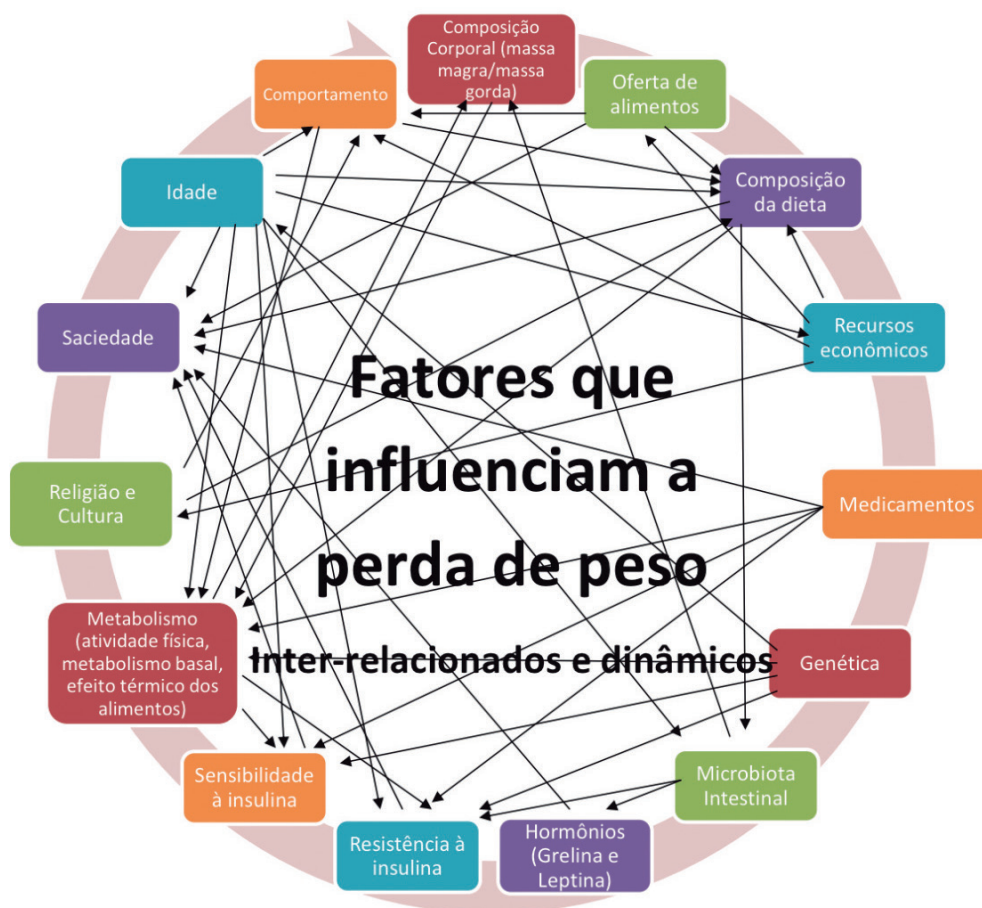 Composição
Corporal (massa
magra/massa
gorda)
Oferta de
alimentos
Composição
da dieta
Recursos
econômicos
Medicamentos
Genética
Microbiota
Intestinal
Hormônios
(Grelina e
Leptina)
Resistência à
insulina
Sensibilidade
à insulina
Metabolismo
(atividade física,
metabolismo basal,
efeito térmico dos
alimentos)
Religião e
Cultura
Saciedade
Idade
Comportamento
Fatores que
influenciam a
perda de peso
Inter-relacionados e dinâmicos